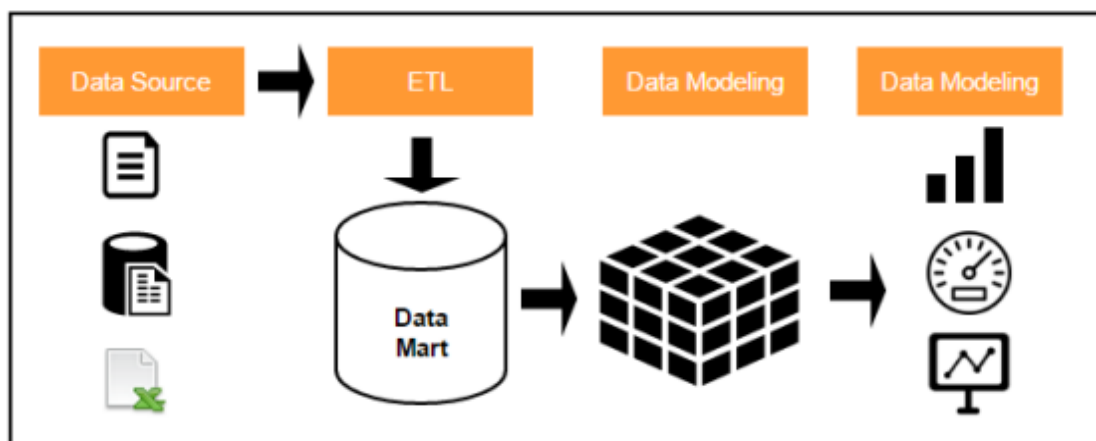 Data Source
ETL
Data Modeling
Data Modeling
Data
Mart